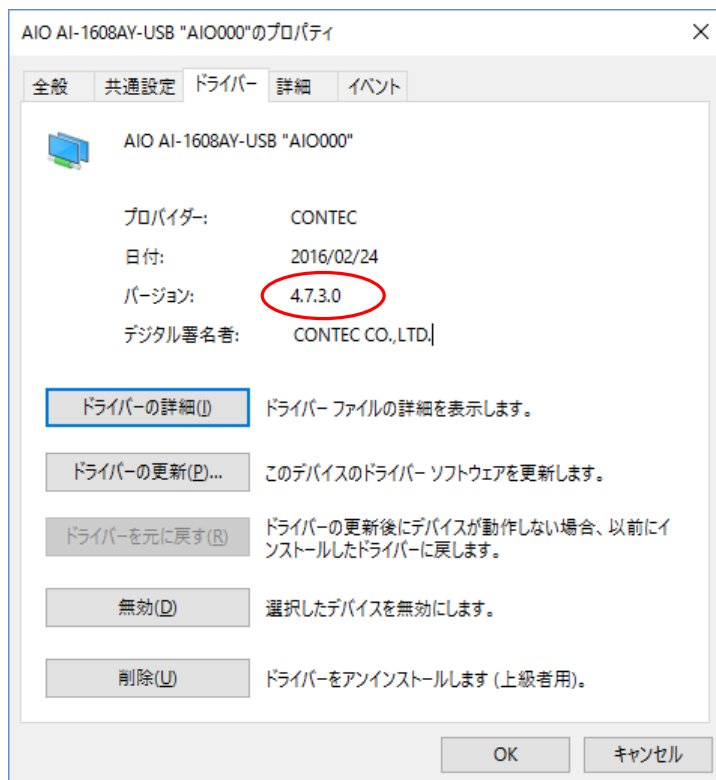 AIO AI-1608AY-USB "AIO000"のプロパティ
全般 共通設定 ドライバー 詳細 イベント
AIO AI-1608AY-USB "AIO000"
プロバイダー: CONTEC
日付: 2016/02/24
バージョン: 4.7.3.0
デジタル署名者: CONTEC CO.,LTD.
ドライバーの詳細(I) ドライバー ファイルの詳細を表示します。
ドライバーの更新(P)... このデバイスのドライバー ソフトウェアを更新します。
ドライバーを元に戻す(R) ドライバーの更新後にデバイスが動作しない場合、以前にイ
ンストールしたドライバーに戻します。
無効(D) 選択したデバイスを無効にします。
削除(U) ドライバーをアンインストールします (上級者用)。
OK キャンセル